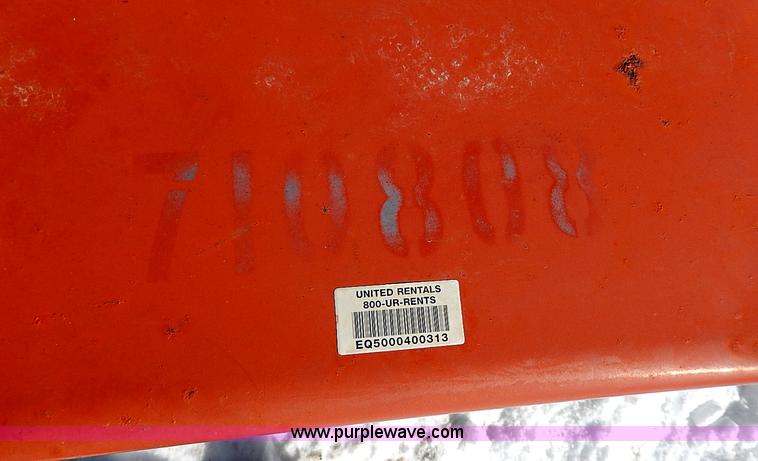 710808
UNITED RENTALS
800-UR-RENTS
EQ5000400313
www.purplewave.com